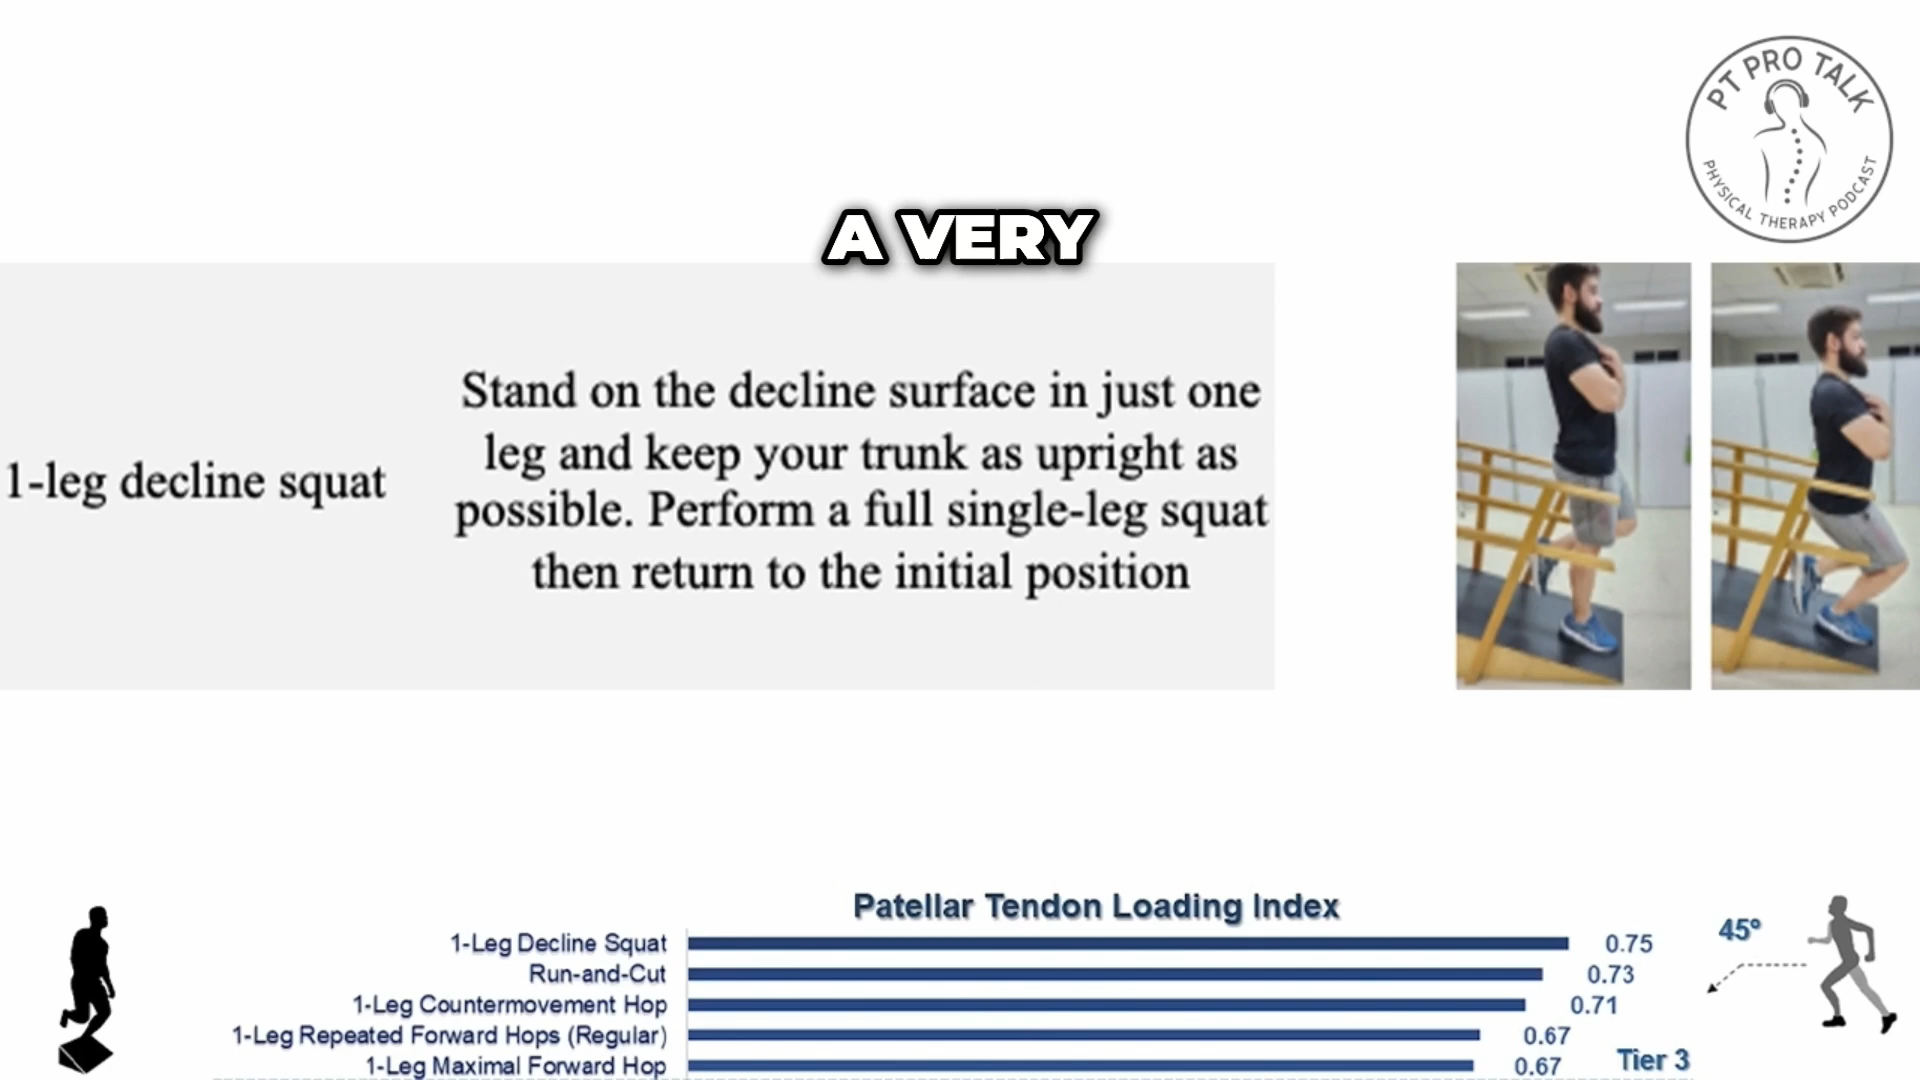 PT PRO TALK
PHYSICAL THERAPY PODCAST
A VERY
1-leg decline squat
Stand on the decline surface in just one
leg and keep your trunk as upright as
possible. Perform a full single-leg squat
then return to the initial position
Patellar Tendon Loading Index
1-Leg Decline Squat 0.75
Run-and-Cut 0.73
1-Leg Countermovement Hop 0.71
1-Leg Repeated Forward Hops (Regular) 0.67
1-Leg Maximal Forward Hop 0.67
45º
Tier 3